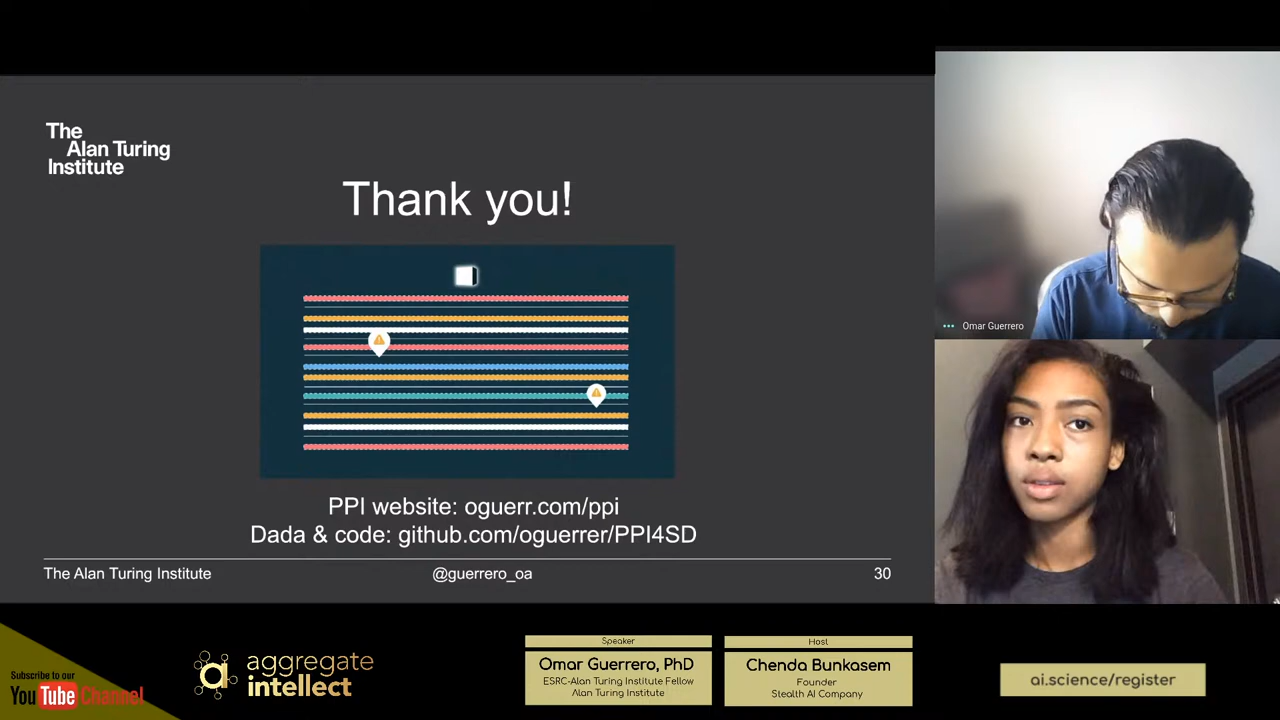 The
Alan Turing
Institute
Thank you!
PPI website: oguerr.com/ppi
Dada & code: github.com/oguerrer/PPI4SD
The Alan Turing Institute
@guerrero_oa
30
Omar Guerrero
Subscribe to our
YouTube Channel
aggregate
intellect
Speaker
Omar Guerrero, PhD
ESRC-Alan Turing Institute Fellow
Alan Turing Institute
Host
Chenda Bunkasem
Founder
Stealth AI Company
ai.science/register